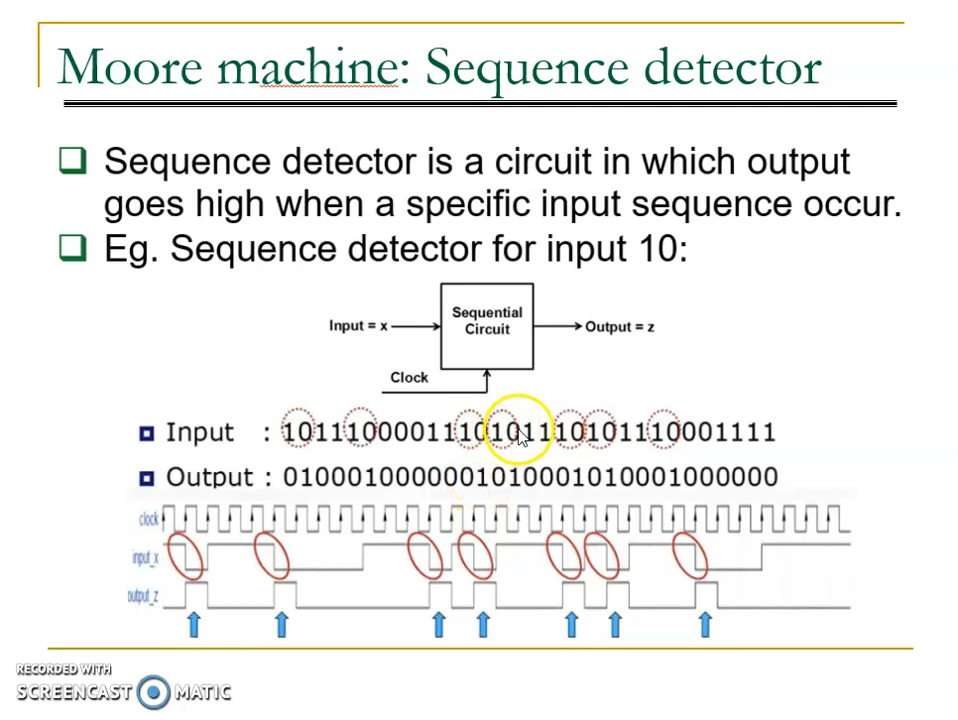 Moore machine: Sequence detector
Sequence detector is a circuit in which output
goes high when a specific input sequence occur.
Eg. Sequence detector for input 10:
Sequential
Circuit
Input = x
Output = z
Clock
Input : 1011100001110101110101110001111
Output : 0100010000001010001010001000000
clock
input_x
output_z
RECORDED WITH
SCREENCAST MATIC